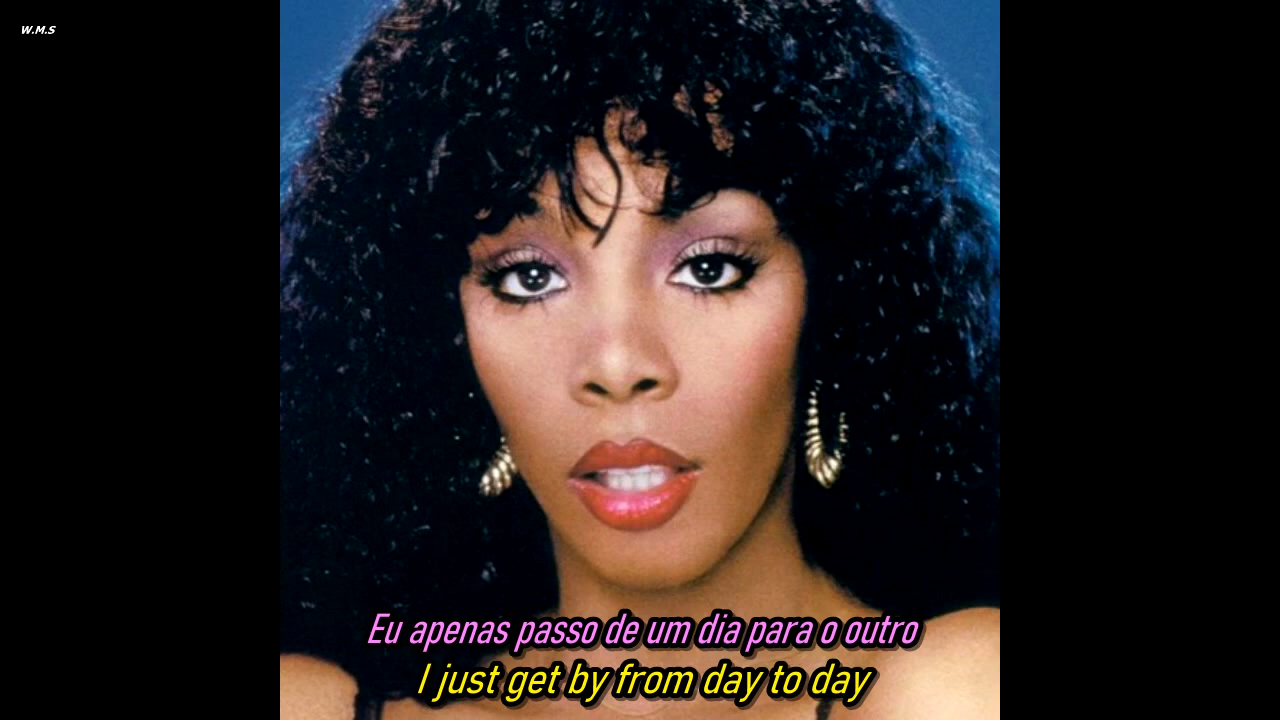 W.M.S
Eu apenas passo de um dia para o outro
I just get by from day to day